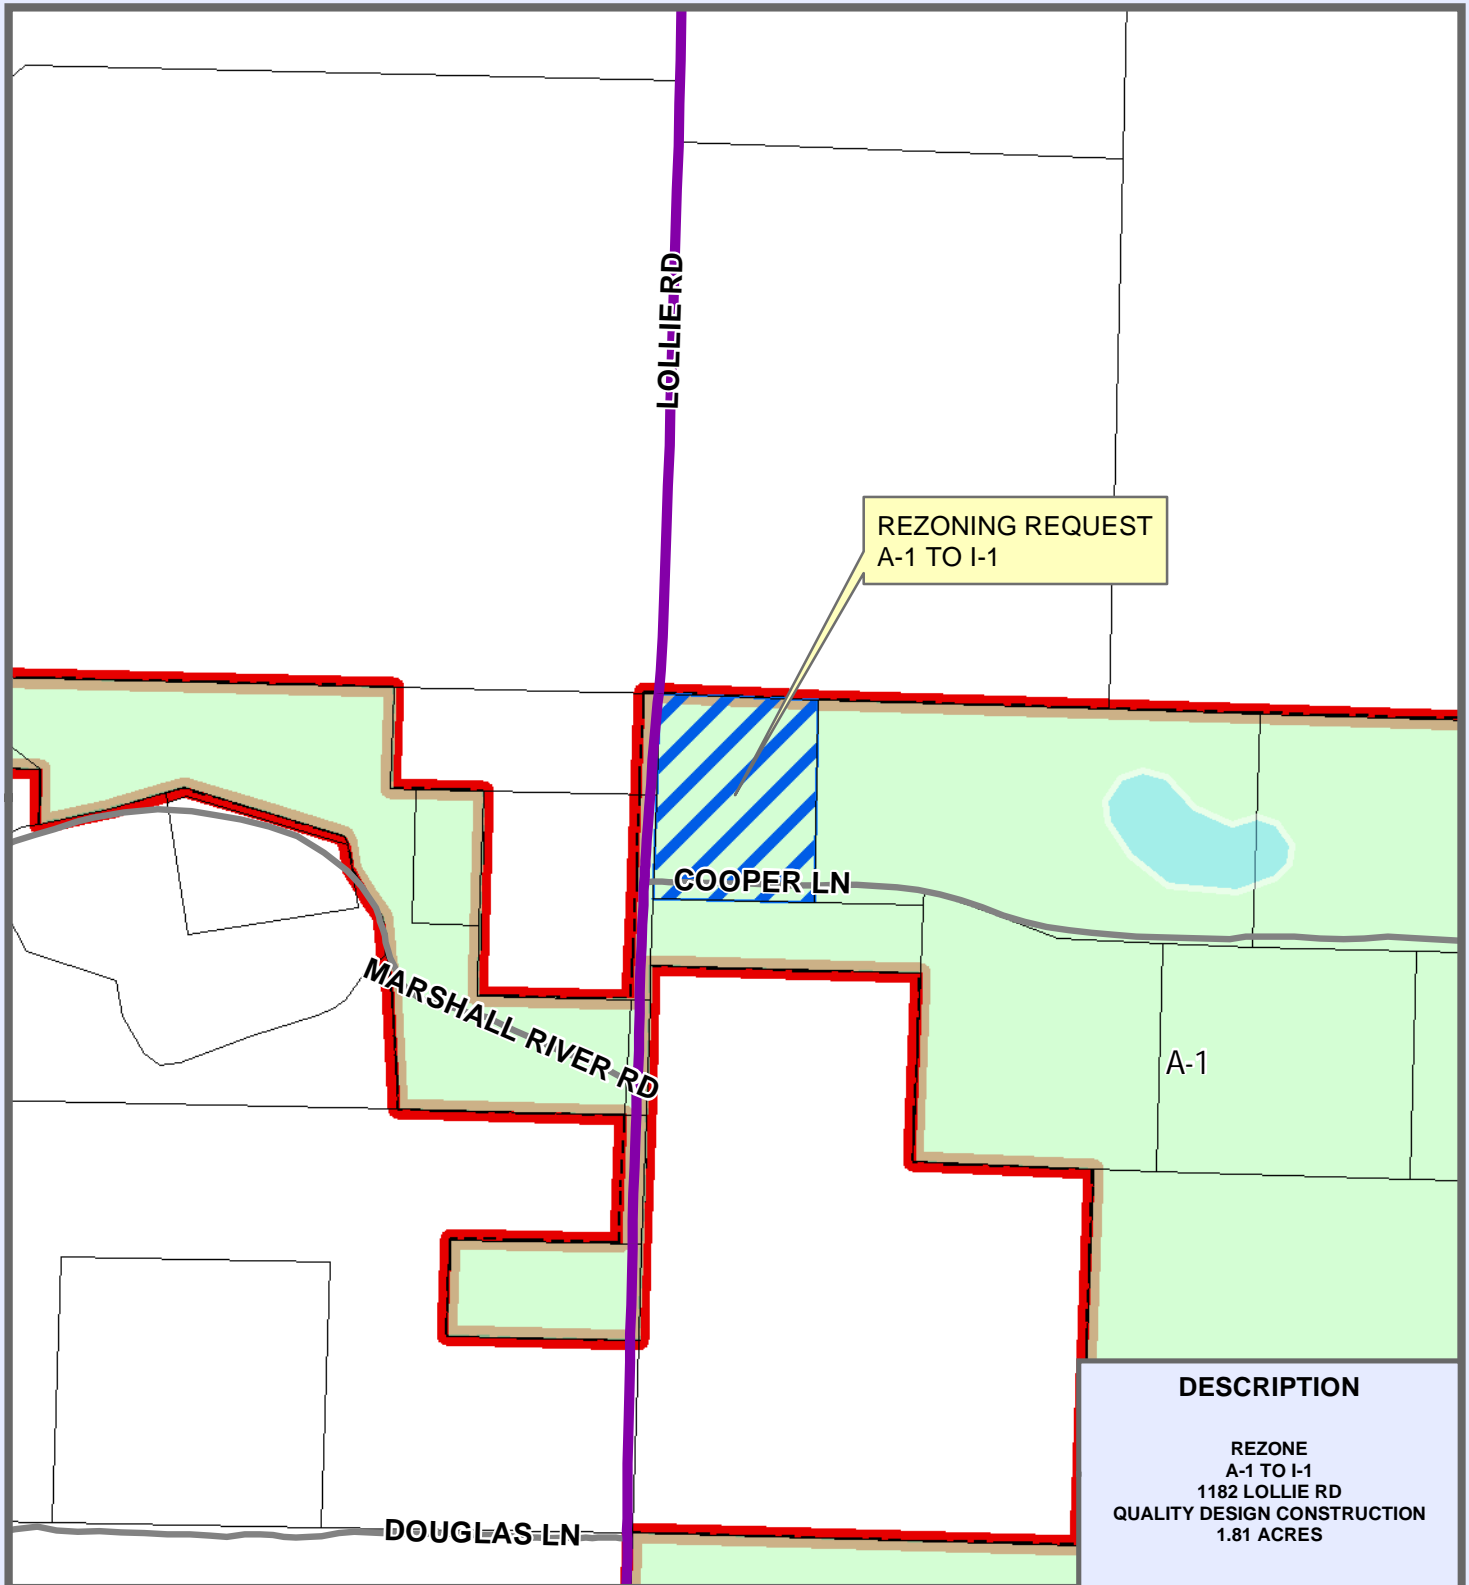 LOLLIE RD
REZONING REQUEST
A-1 TO I-1
COOPER LN
MARSHALL RIVER RD
A-1
DOUGLAS LN
DESCRIPTION
REZONE
A-1 TO I-1
1182 LOLLIE RD
QUALITY DESIGN CONSTRUCTION
1.81 ACRES